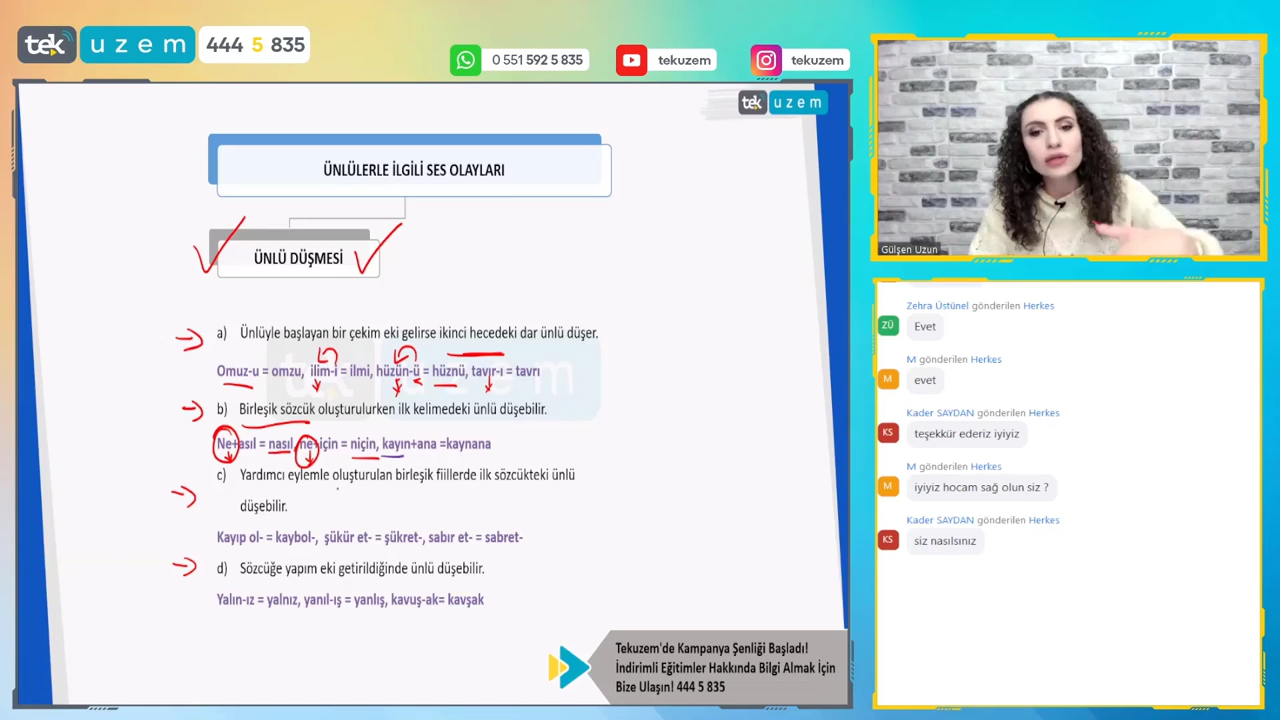 tek uzem 444 5 835
0 551 592 5 835
tekuzem
tekuzem
tek uzem
ÜNLÜLERLE İLGİLİ SES OLAYLARI
ÜNLÜ DÜŞMESİ
a) Ünlüyle başlayan bir çekim eki gelirse ikinci hecedeki dar ünlü düşer.
Omuz-u = omzu, ilim-i = ilmi, hüzün-ü = hüznü, tavır-ı = tavrı
b) Birleşik sözcük oluşturulurken ilk kelimedeki ünlü düşebilir.
Ne+asıl = nasıl, ne+için = niçin, kayın+ana =kaynana
c) Yardımcı eylemle oluşturulan birleşik fiillerde ilk sözcükteki ünlü
düşebilir.
Kayıp ol- = kaybol-, şükür et- = şükret-, sabır et- = sabret-
d) Sözcüğe yapım eki getirildiğinde ünlü düşebilir.
Yalın-ız = yalnız, yanıl-ış = yanlış, kavuş-ak= kavşak
Tekuzem'de Kampanya Şenliği Başladı!
İndirimli Eğitimler Hakkında Bilgi Almak İçin
Bize Ulaşın! 444 5 835
Gülşen Uzun
Zehra Üstünel gönderilen Herkes
ZÜ Evet
M gönderilen Herkes
M evet
Kader SAYDAN gönderilen Herkes
KS teşekkür ederiz iyiyiz
M gönderilen Herkes
M iyiyiz hocam sağ olun siz ?
Kader SAYDAN gönderilen Herkes
KS siz nasılsınız